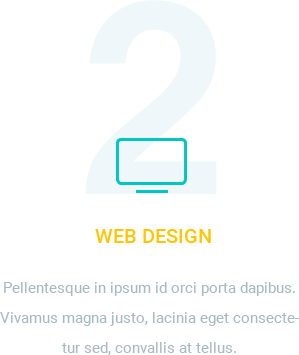 2
WEB DESIGN
Pellentesque in ipsum id orci porta dapibus.
Vivamus magna justo, lacinia eget consecte-
tur sed, convallis at tellus.